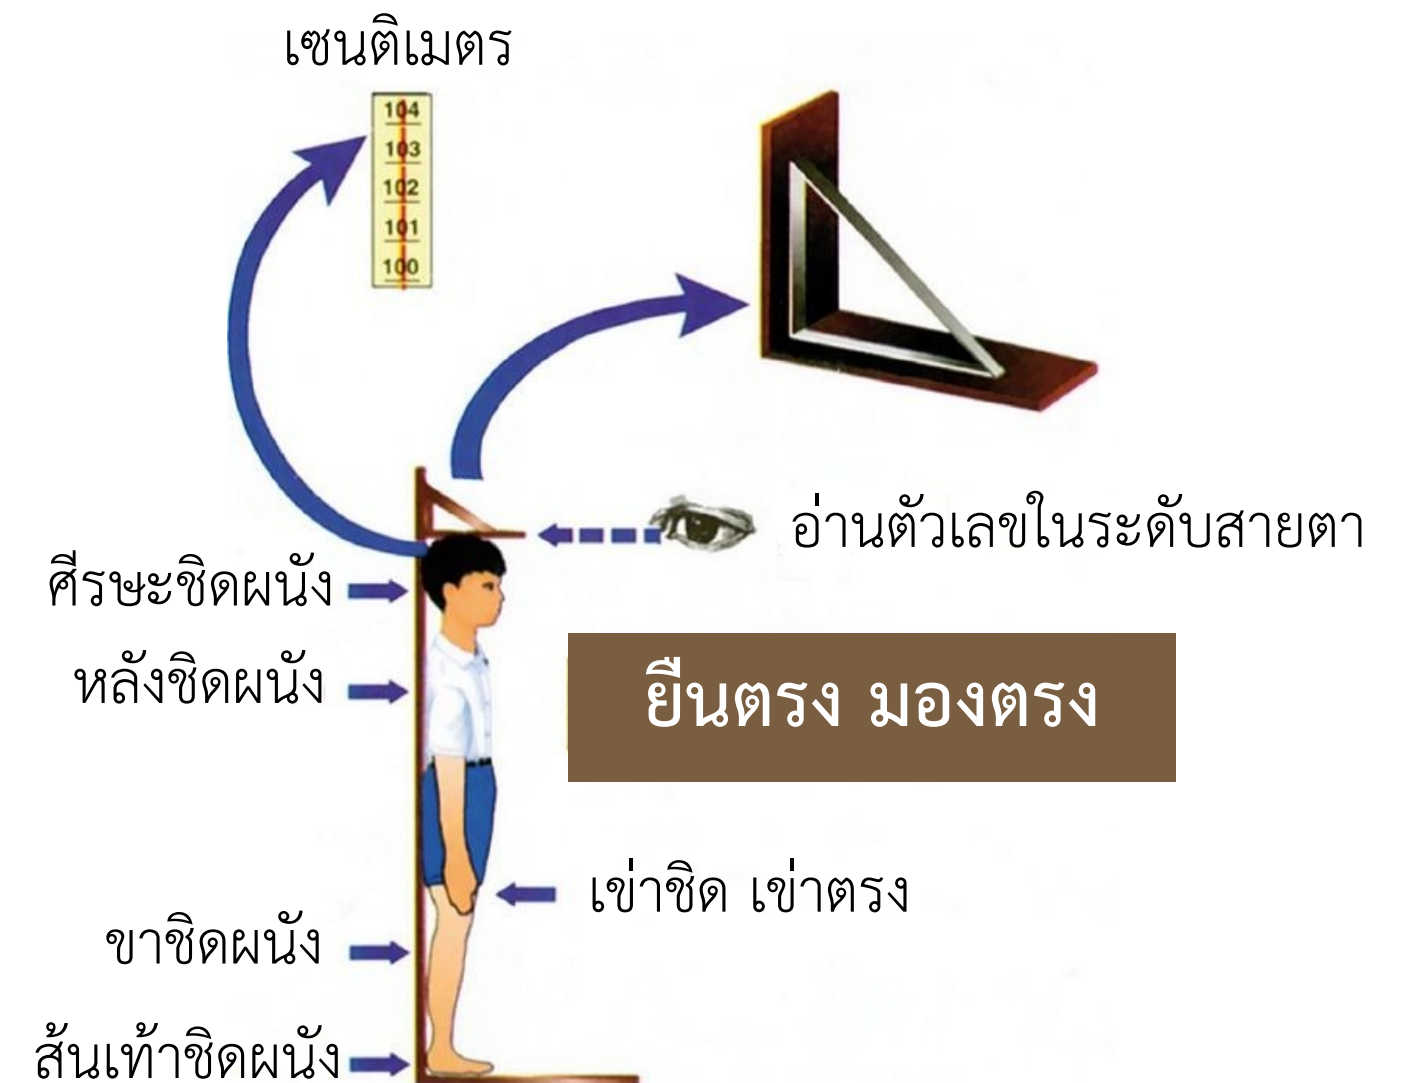 เซนติเมตร
104
103
102
101
100
อ่านตัวเลขในระดับสายตา
ศีรษะชิดผนัง
หลังชิดผนัง
ยืนตรง มองตรง
เข่าชิด เข่าตรง
ขาชิดผนัง
ส้นเท้าชิดผนัง